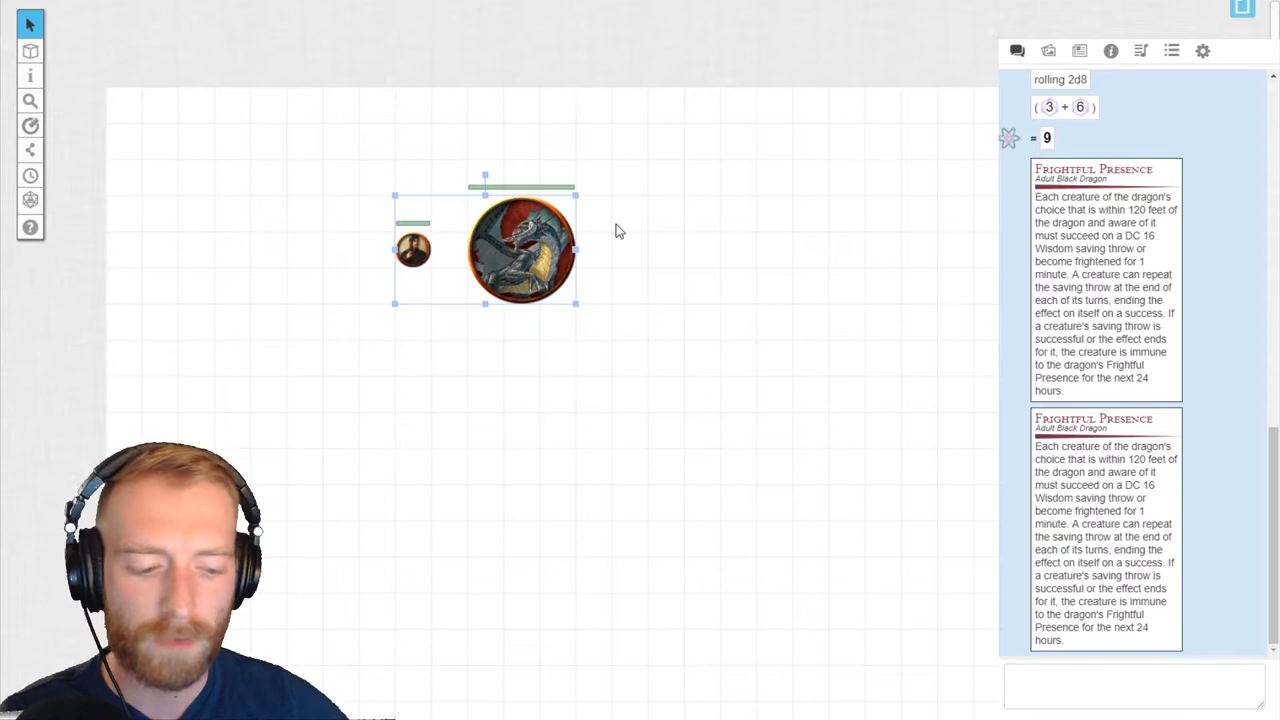 rolling 2d8
( 3 + 6 )
= 9
FRIGHTFUL PRESENCE
Adult Black Dragon
Each creature of the dragon's
choice that is within 120 feet of
the dragon and aware of it
must succeed on a DC 16
Wisdom saving throw or
become frightened for 1
minute. A creature can repeat
the saving throw at the end of
each of its turns, ending the
effect on itself on a success. If
a creature's saving throw is
successful or the effect ends
for it, the creature is immune
to the dragon's Frightful
Presence for the next 24
hours.
FRIGHTFUL PRESENCE
Adult Black Dragon
Each creature of the dragon's
choice that is within 120 feet of
the dragon and aware of it
must succeed on a DC 16
Wisdom saving throw or
become frightened for 1
minute. A creature can repeat
the saving throw at the end of
each of its turns, ending the
effect on itself on a success. If
a creature's saving throw is
successful or the effect ends
for it, the creature is immune
to the dragon's Frightful
Presence for the next 24
hours.